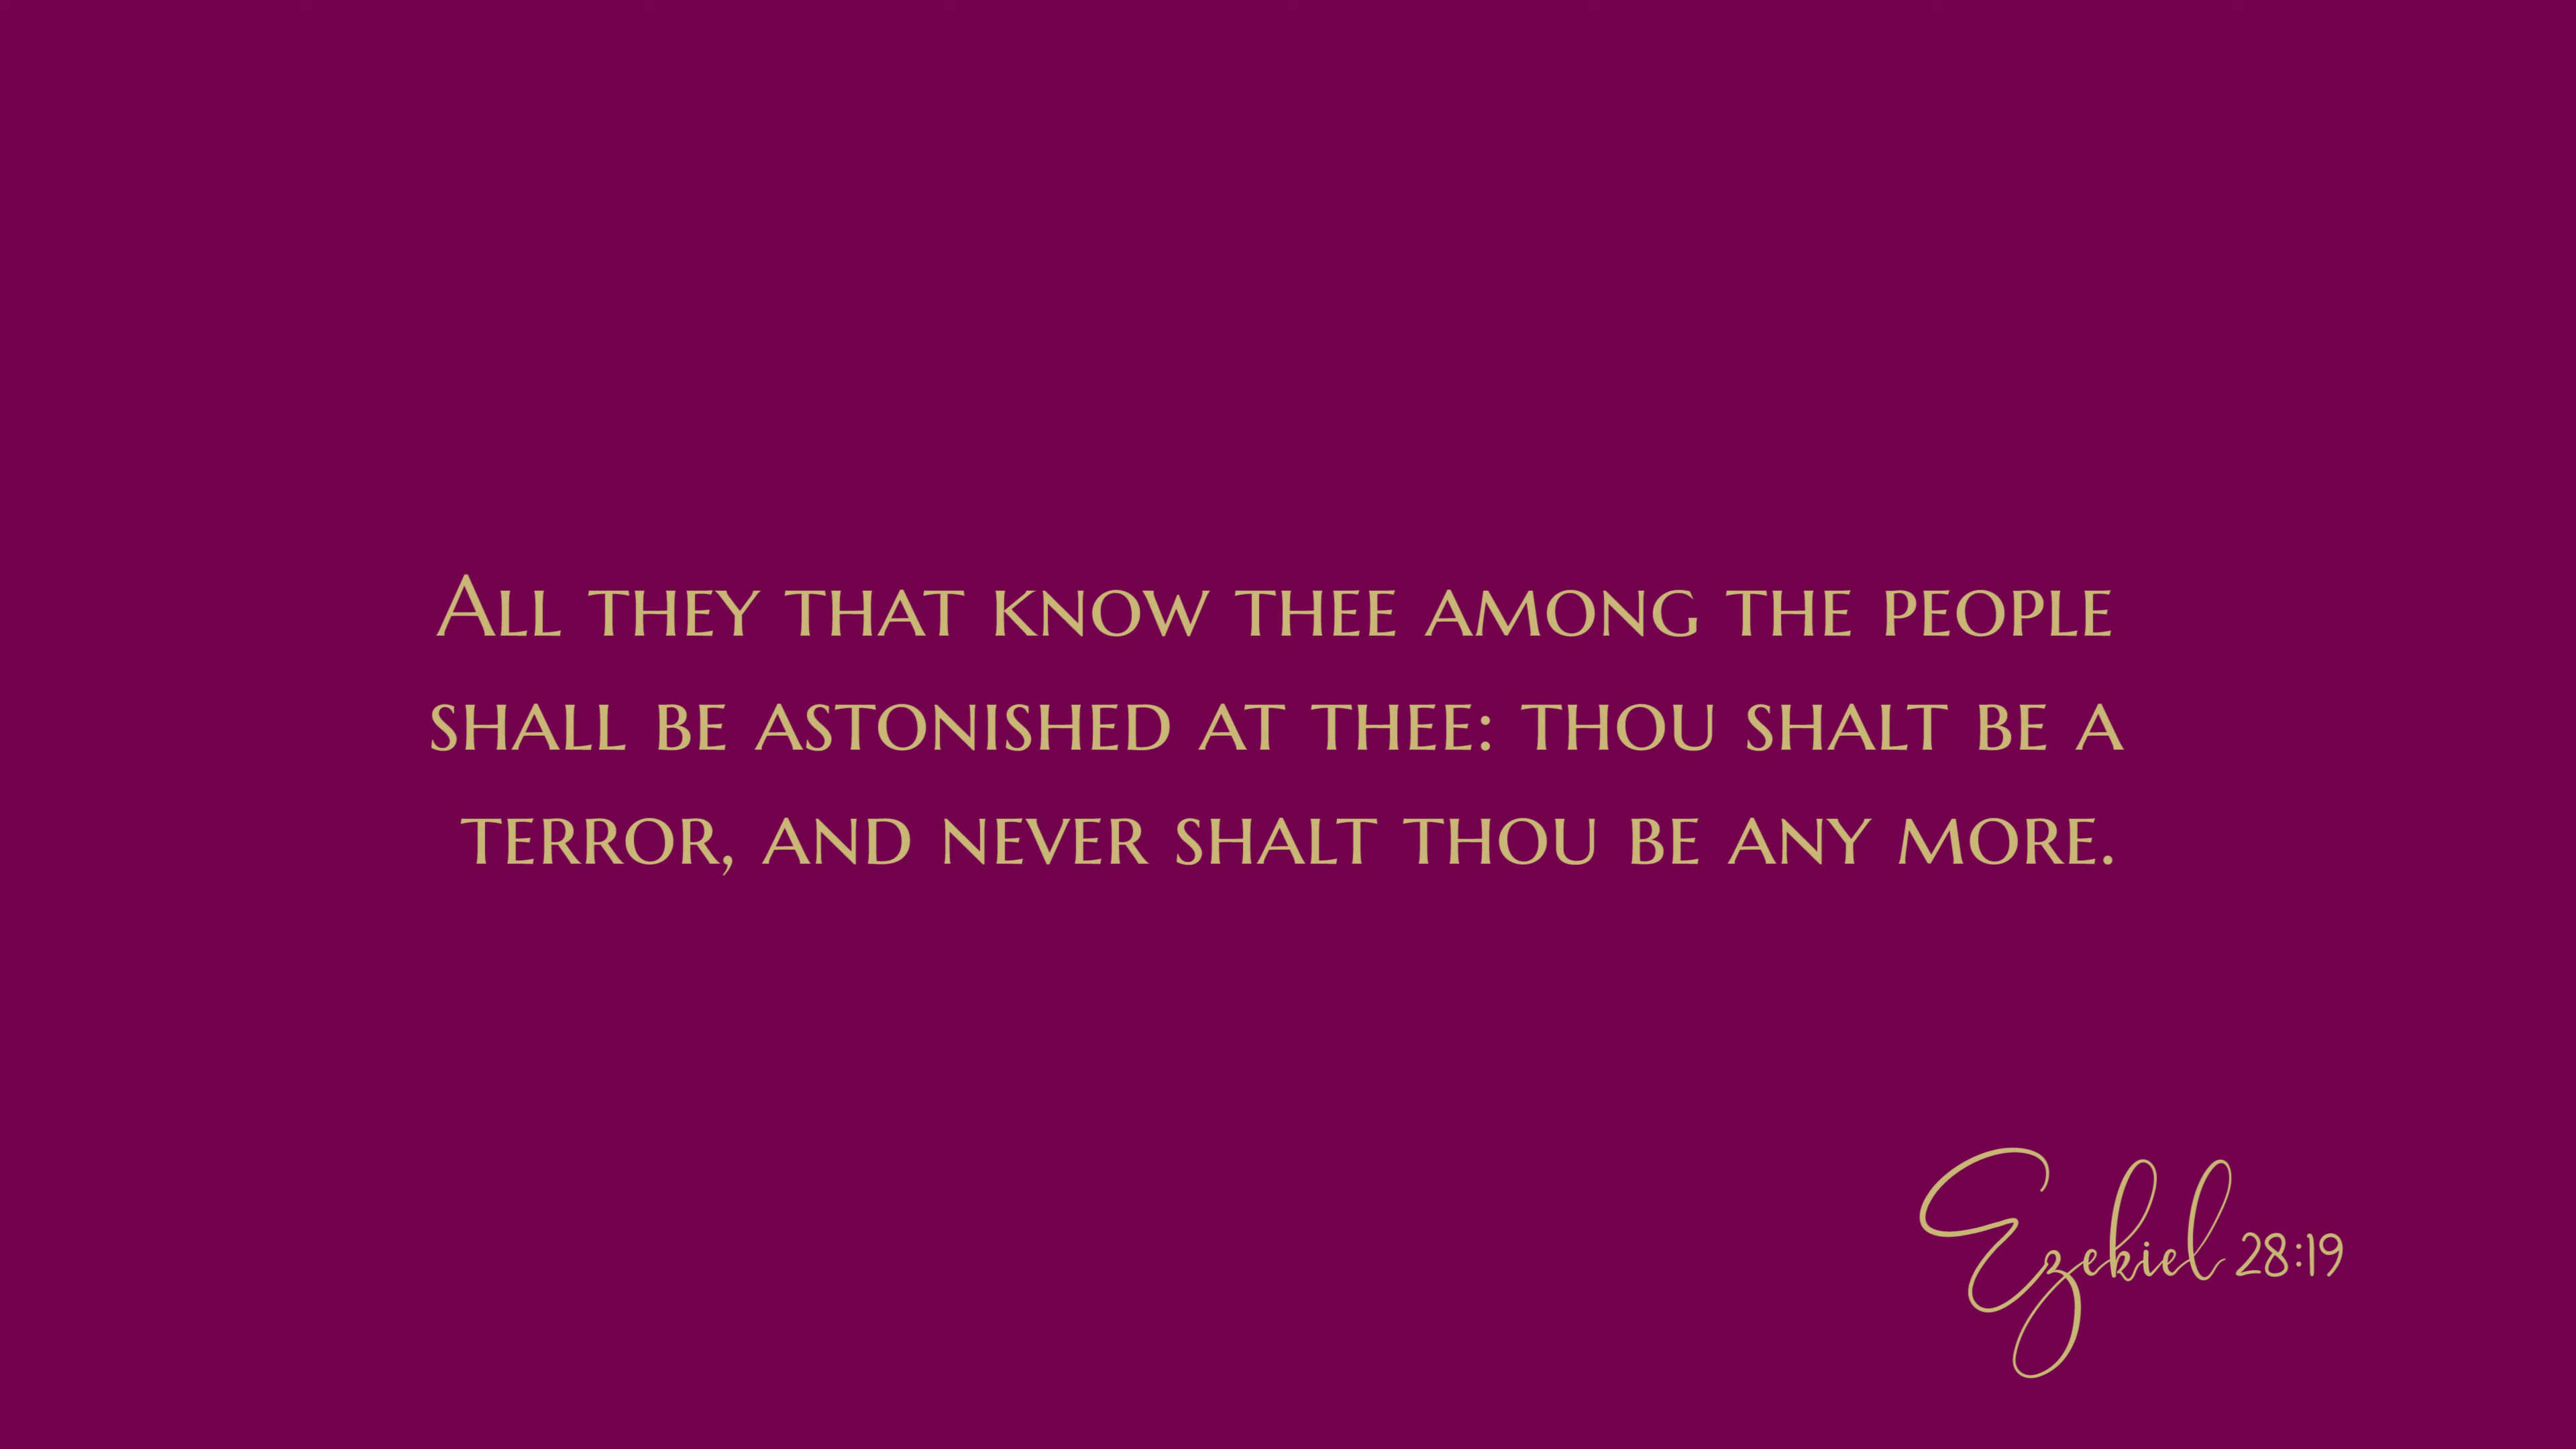 All they that know thee among the people
shall be astonished at thee: thou shalt be a
terror, and never shalt thou be any more.
Ezekiel 28:19